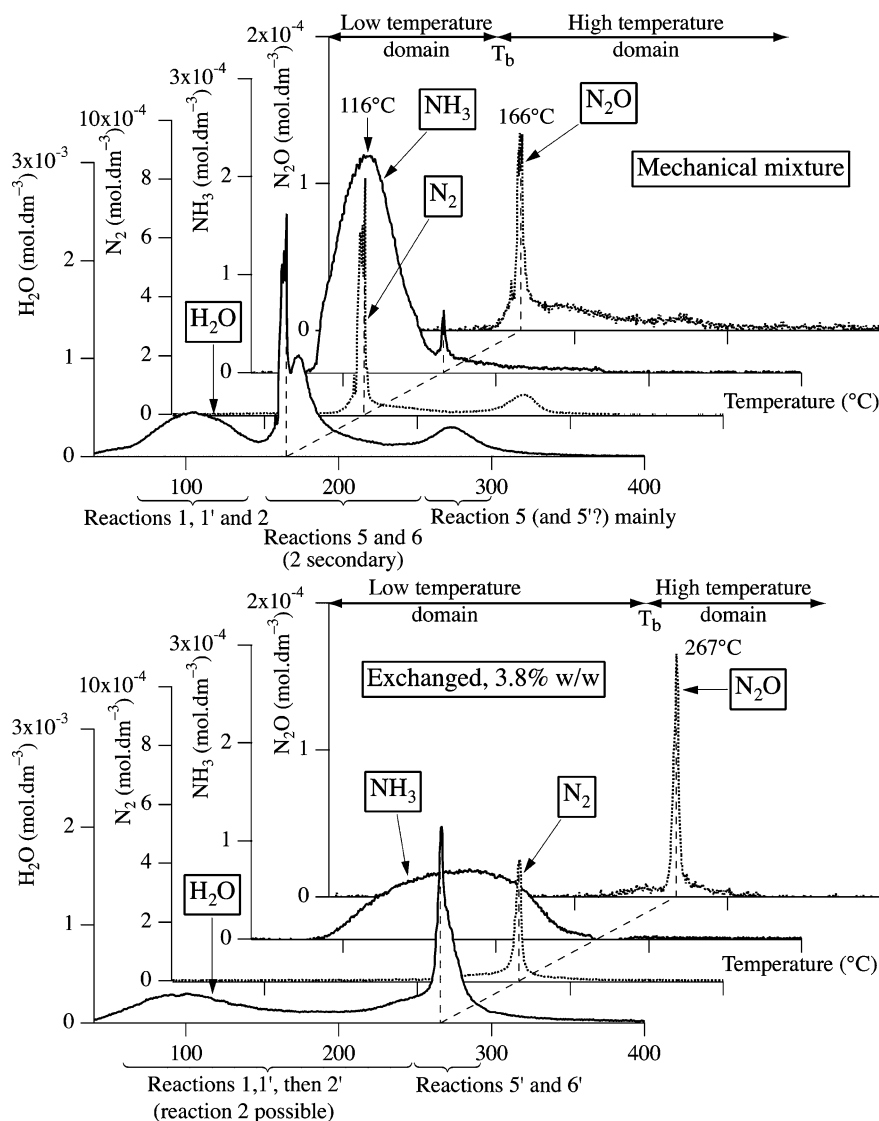 Low temperature
High temperature
domain
T_b
domain
2x10⁻⁴
3x10⁻⁴
10x10⁻⁴
3x10⁻³
116°C
NH₃
166°C
N₂O
Mechanical mixture
N₂
H₂O
H₂O (mol.dm⁻³)
N₂ (mol.dm⁻³)
NH₃ (mol.dm⁻³)
N₂O (mol.dm⁻³)
8
6
4
2
0
2
1
0
2
1
0
1
0
Temperature (°C)
100
200
300
400
Reactions 1, 1' and 2
Reactions 5 and 6
(2 secondary)
Reaction 5 (and 5'?) mainly
Low temperature
High temperature
domain
T_b
domain
2x10⁻⁴
3x10⁻⁴
10x10⁻⁴
3x10⁻³
267°C
N₂O
Exchanged, 3.8% w/w
NH₃
N₂
H₂O
H₂O (mol.dm⁻³)
N₂ (mol.dm⁻³)
NH₃ (mol.dm⁻³)
N₂O (mol.dm⁻³)
8
6
4
2
0
2
1
0
2
1
0
1
0
Temperature (°C)
100
200
300
400
Reactions 1,1', then 2'
(reaction 2 possible)
Reactions 5' and 6'